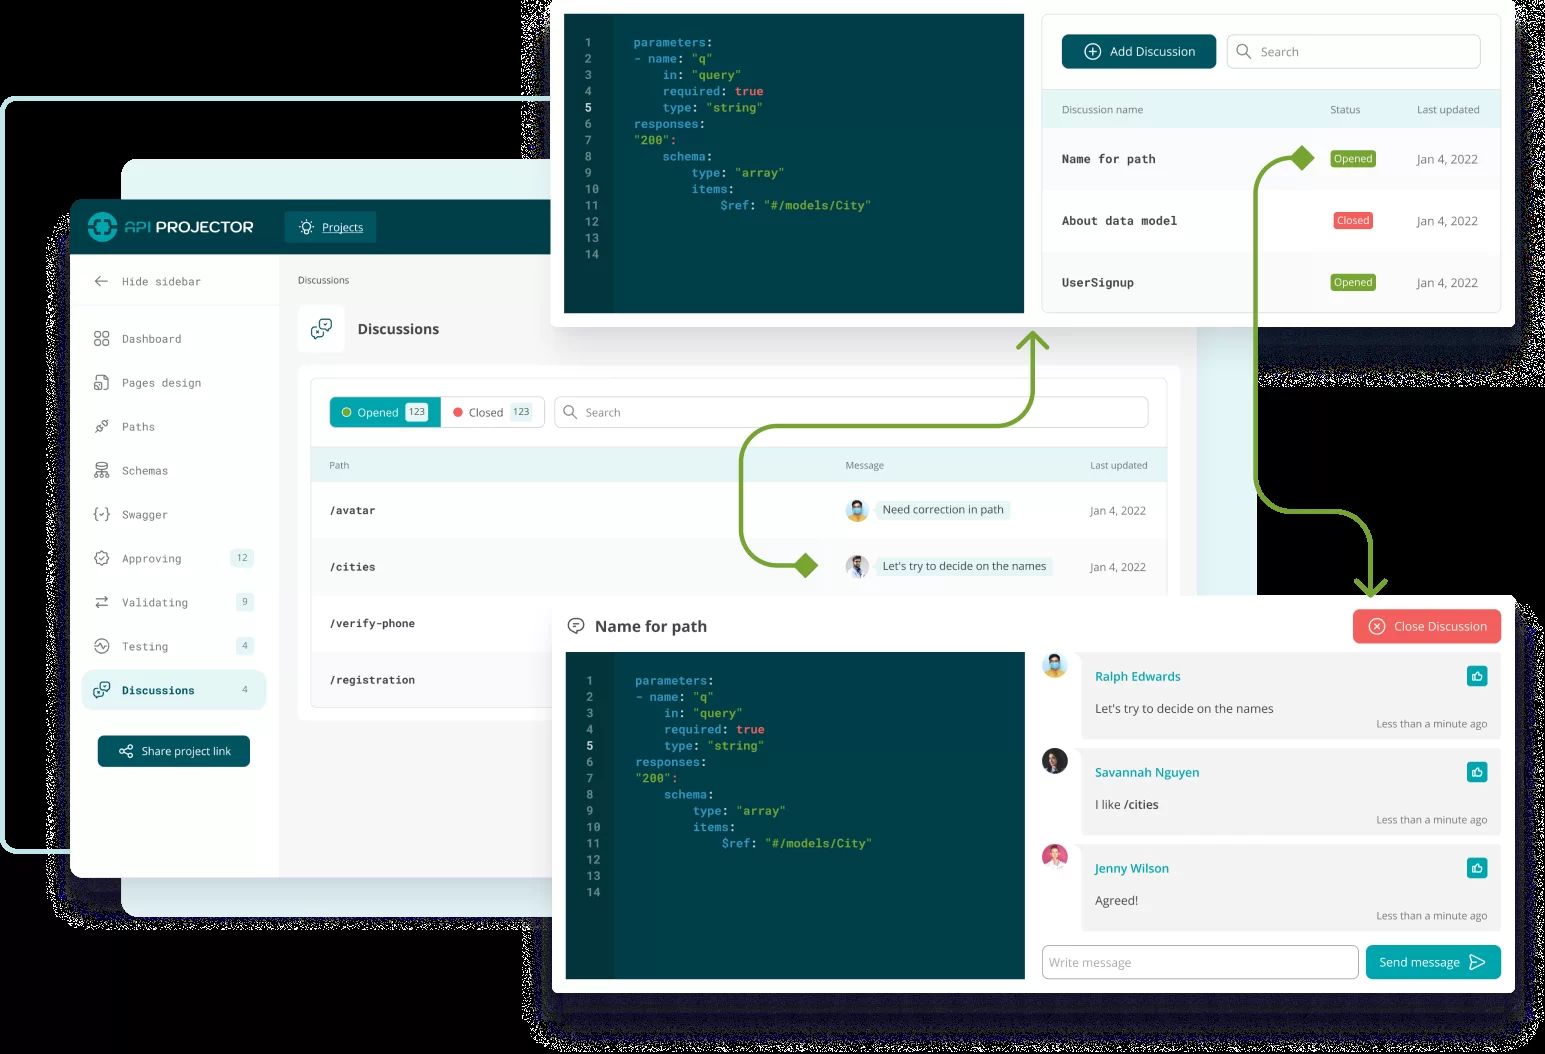 API PROJECTOR
Projects
Hide sidebar
Dashboard
Pages design
Paths
Schemas
Swagger
Approving 12
Validating 9
Testing 4
Discussions 4
Share project link
Discussions
Discussions
Opened 123 Closed 123 Search
Path Message Last updated
/avatar Need correction in path Jan 4, 2022
/cities Let's try to decide on the names Jan 4, 2022
/verify-phone
/registration
1 parameters:
2 - name: "q"
3 in: "query"
4 required: true
5 type: "string"
6 responses:
7 "200":
8 schema:
9 type: "array"
10 items:
11 $ref: "#/models/City"
12
13
14
Add Discussion Search
Discussion name Status Last updated
Name for path Opened Jan 4, 2022
About data model Closed Jan 4, 2022
UserSignup Opened Jan 4, 2022
Name for path Close Discussion
1 parameters:
2 - name: "q"
3 in: "query"
4 required: true
5 type: "string"
6 responses:
7 "200":
8 schema:
9 type: "array"
10 items:
11 $ref: "#/models/City"
12
13
14
Ralph Edwards
Let's try to decide on the names
Less than a minute ago
Savannah Nguyen
I like /cities
Less than a minute ago
Jenny Wilson
Agreed!
Less than a minute ago
Write message Send message